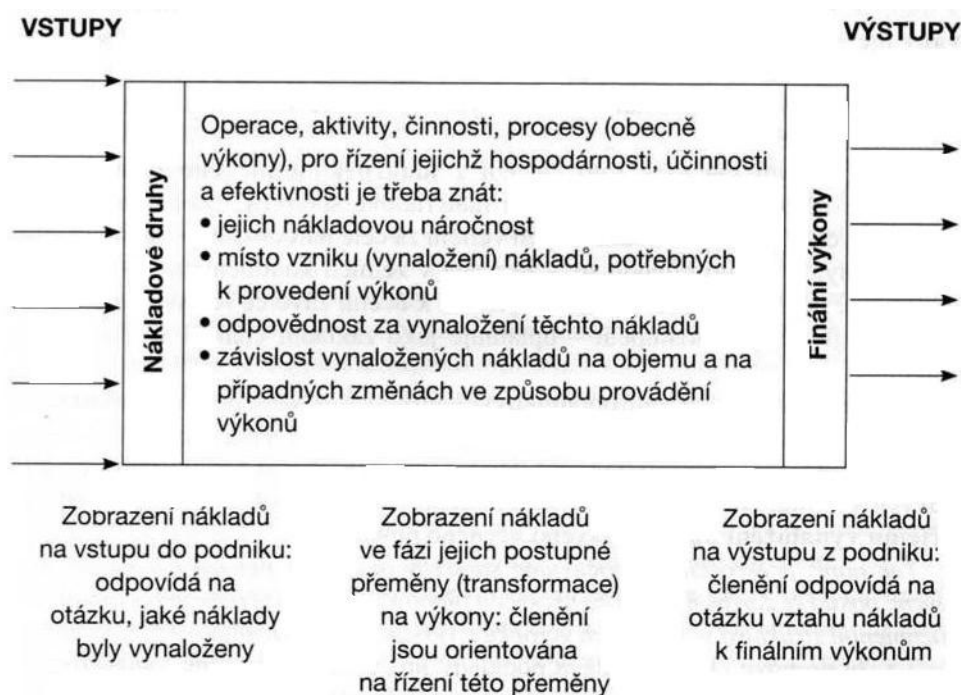 VSTUPY
VÝSTUPY
Nákladové druhy
Operace, aktivity, činnosti, procesy (obecně
výkony), pro řízení jejichž hospodárnosti, účinnosti
a efektivnosti je třeba znát:
• jejich nákladovou náročnost
• místo vzniku (vynaložení) nákladů, potřebných
k provedení výkonů
• odpovědnost za vynaložení těchto nákladů
• závislost vynaložených nákladů na objemu a na
případných změnách ve způsobu provádění
výkonů
Finální výkony
Zobrazení nákladů
na vstupu do podniku:
odpovídá na
otázku, jaké náklady
byly vynaloženy
Zobrazení nákladů
ve fázi jejich postupné
přeměny (transformace)
na výkony: členění
jsou orientována
na řízení této přeměny
Zobrazení nákladů
na výstupu z podniku:
členění odpovídá na
otázku vztahu nákladů
k finálním výkonům